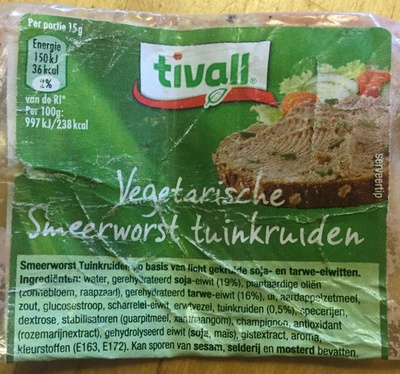 Per portie 15g
Energie
150 kJ
36 kcal
2%
van de RI*
Per 100g:
997 kJ/238 kcal
tivall
serveertip
Vegetarische
Smeerworst tuinkruiden
Smeerworst Tuinkruiden op basis van licht gekruide soja- en tarwe-eiwitten.
Ingrediënten: water, gerehydrateerd soja-eiwit (19%), plantaardige oliën
(zonnebloem, raapzaad), gerehydrateerd tarwe-eiwit (16%), ui, aardappelzetmeel,
zout, glucosestroop, scharrelei-eiwit, erwtvezel, tuinkruiden (0,5%), specerijen,
dextrose, stabilisatoren (guarpitmeel, xanthaangom), champignon, antioxidant
(rozemarijnextract), gehydrolyseerd eiwit (soja, maïs), gistextract, aroma,
kleurstoffen (E163, E172). Kan sporen van sesam, selderij en mosterd bevatten.